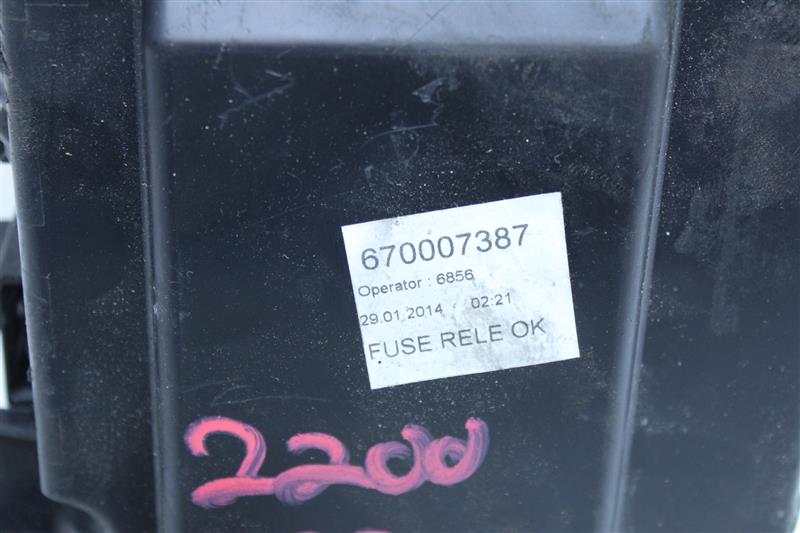 670007387
Operator : 6856
29.01.2014 02:21
FUSE RELE OK
2200